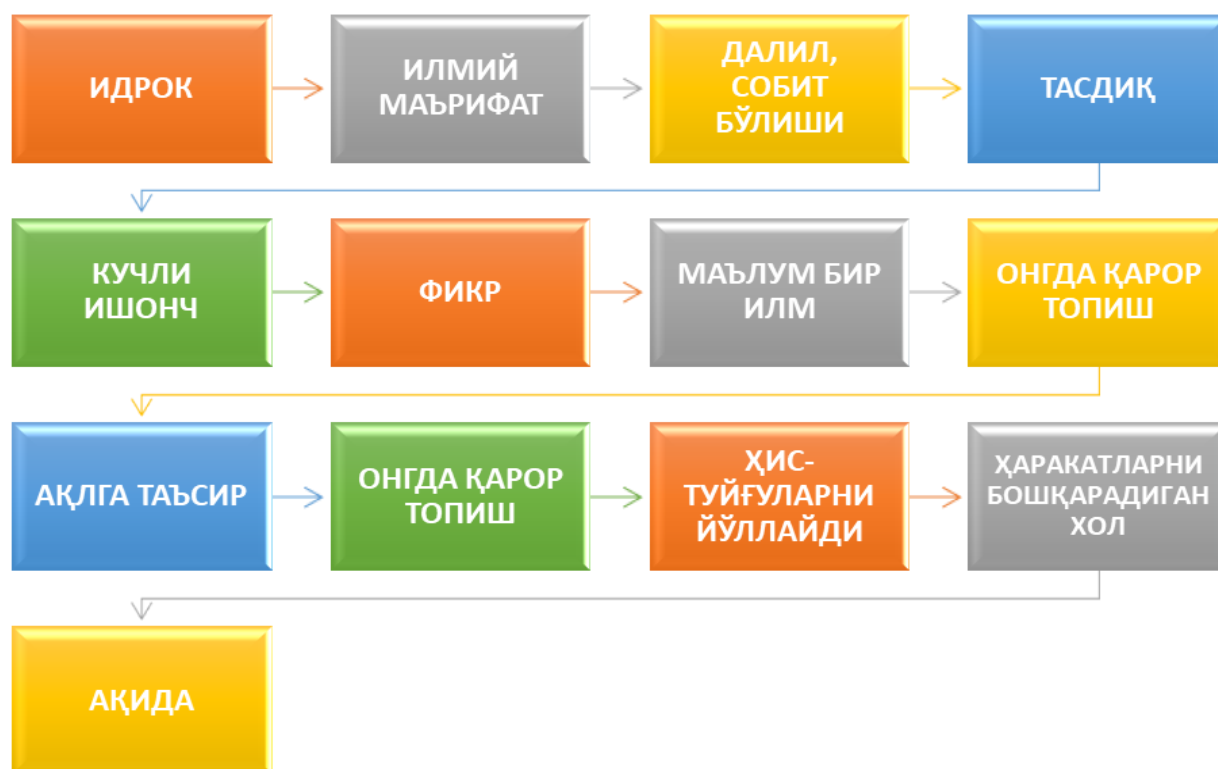 ИДРОК
ИЛМИЙ
МАЪРИФАТ
ДАЛИЛ,
СОБИТ
БЎЛИШИ
ТАСДИҚ
КУЧЛИ
ИШОНЧ
ФИКР
МАЪЛУМ БИР
ИЛМ
ОНГДА ҚАРОР
ТОПИШ
АҚЛГА ТАЪСИР
ОНГДА ҚАРОР
ТОПИШ
ҲИС-
ТУЙҒУЛАРНИ
ЙЎЛЛАЙДИ
ҲАРАКАТЛАРНИ
БОШҚАРАДИГАН
ХОЛ
АҚИДА